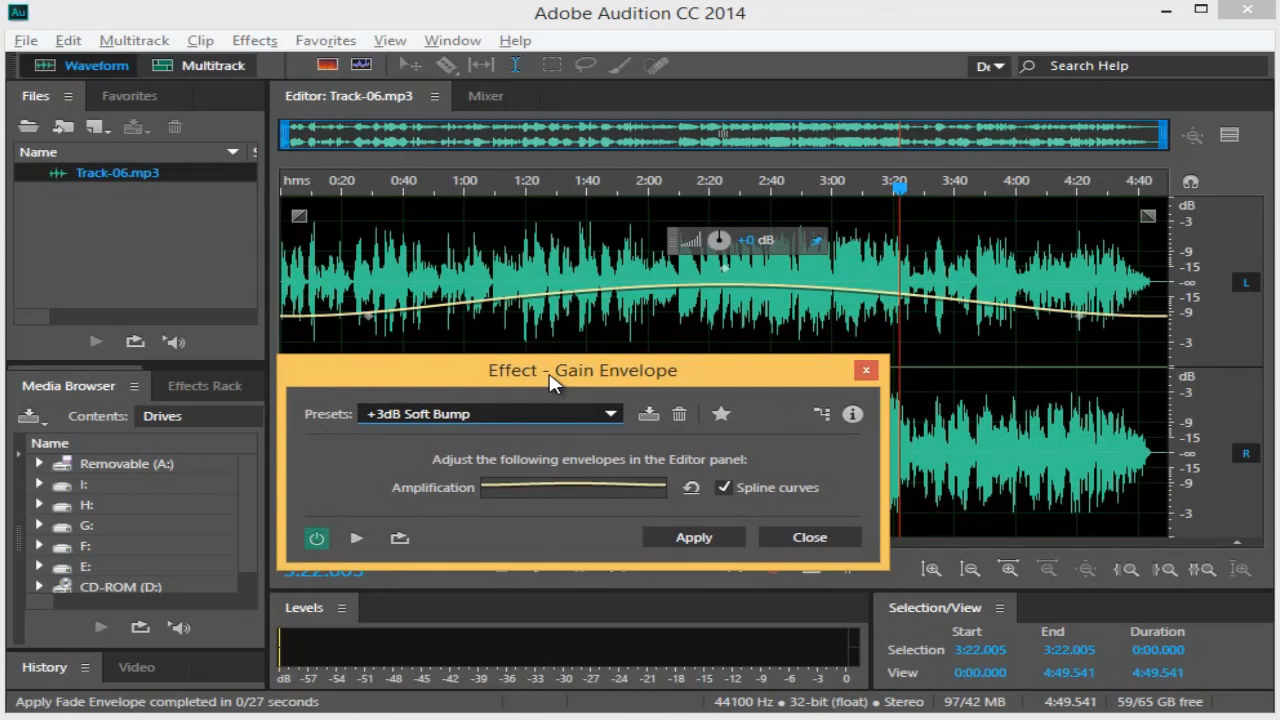 Au
Adobe Audition CC 2014
File Edit Multitrack Clip Effects Favorites View Window Help
Waveform Multitrack
Search Help
Files Favorites
Name
Track-06.mp3
Editor: Track-06.mp3 Mixer
hms 0:20 0:40 1:00 1:20 1:40 2:00 2:20 2:40 3:00 3:20 3:40 4:00 4:20 4:40
+0 dB
dB
-3
-9
-15
-∞
-15
-9
-3
L
dB
-3
-9
-15
-∞
-15
-9
-3
R
Effect - Gain Envelope
Presets: +3dB Soft Bump
Adjust the following envelopes in the Editor panel:
Amplification Spline curves
Apply Close
Media Browser Effects Rack
Contents: Drives
Name
Removable (A:)
I:
H:
G:
F:
E:
CD-ROM (D:)
3:22.005
Levels
dB -57 -54 -51 -48 -45 -42 -39 -36 -33 -30 -27 -24 -21 -18 -15 -12 -9 -6 -3 0
Selection/View
Start End Duration
Selection 3:22.005 3:22.005 0:00.000
View 0:00.000 4:49.541 4:49.541
History Video
Apply Fade Envelope completed in 0/27 seconds
44100 Hz ● 32-bit (float) ● Stereo 97/42 MB 4:49.541 59/65 GB free